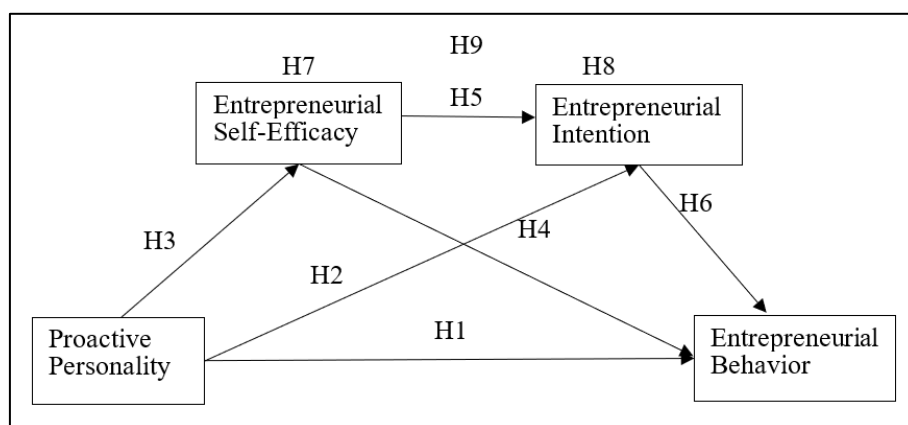 H9
H7
H8
H5
Entrepreneurial
Self-Efficacy
Entrepreneurial
Intention
H6
H4
H3
H2
H1
Proactive
Personality
Entrepreneurial
Behavior